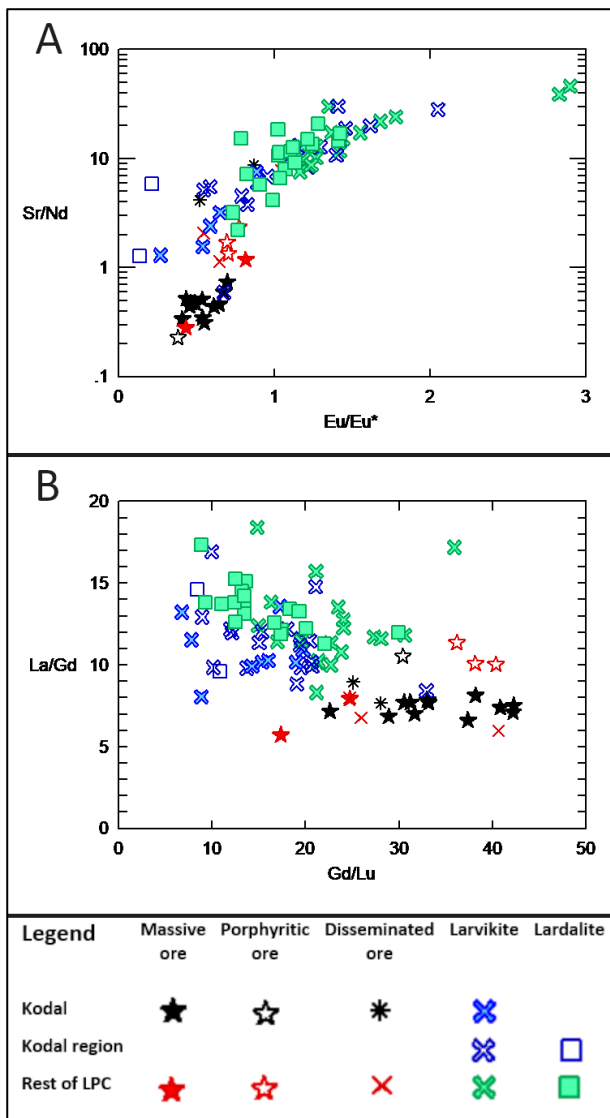 A
100
Sr/Nd
10
1
.1
0
1
2
3
Eu/Eu*
B
20
15
La/Gd
10
5
0
0
10
20
30
40
50
Gd/Lu
Legend Massive Porphyritic Disseminated Larvikite Lardalite
ore ore ore
Kodal
Kodal region
Rest of LPC